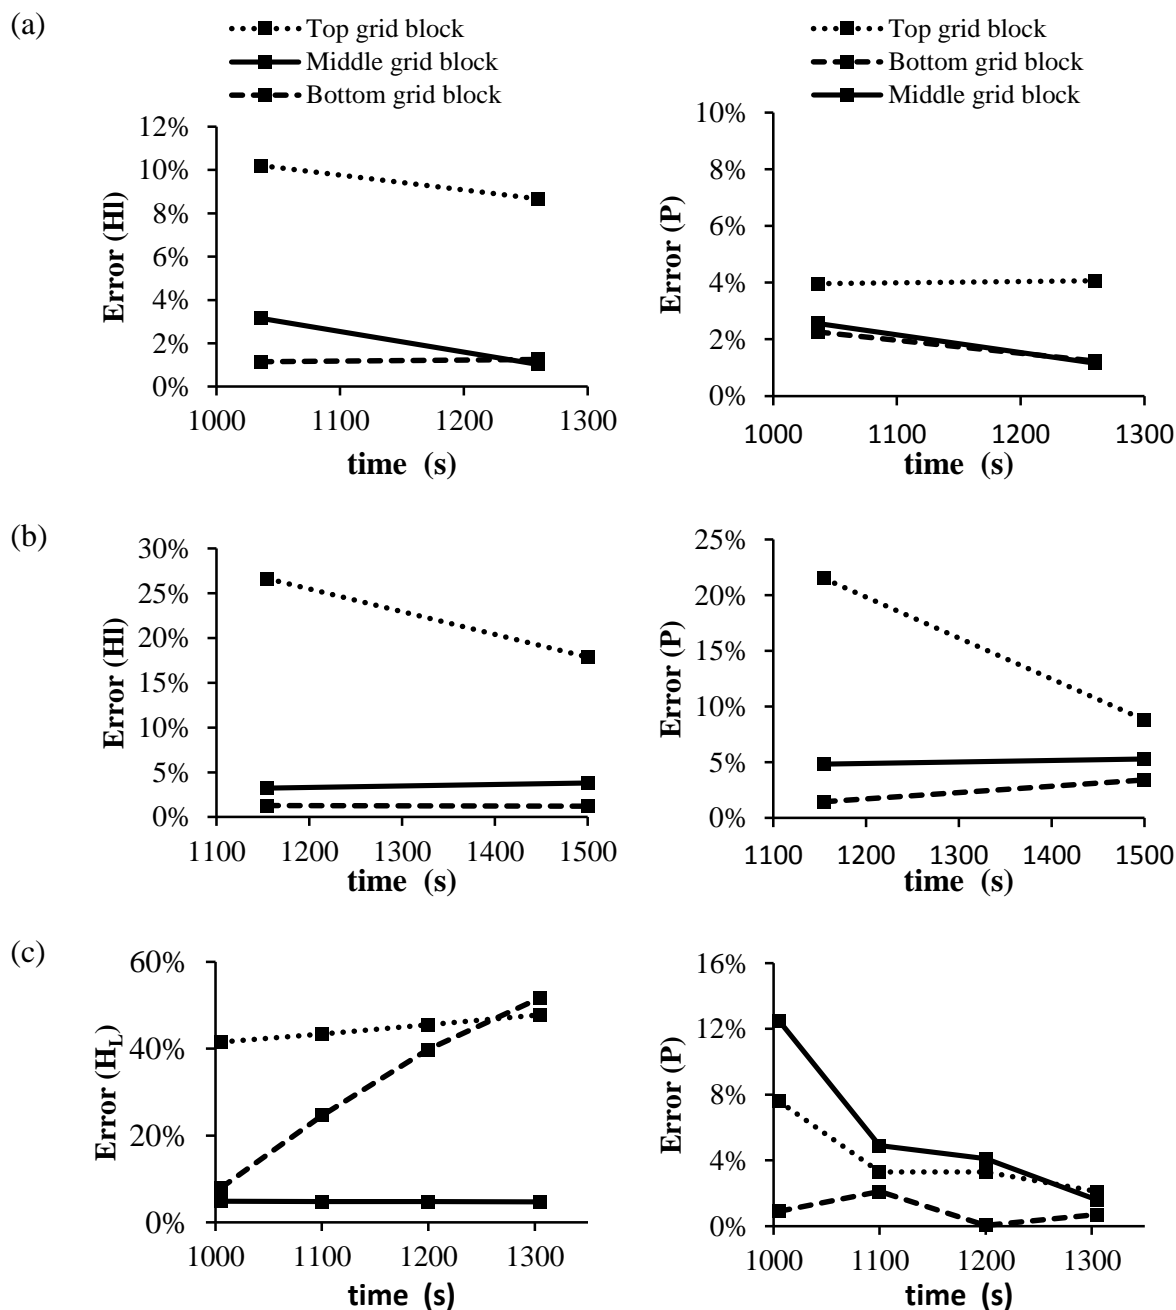 (a)
Top grid block
Middle grid block
Bottom grid block
12%
10%
8%
6%
4%
2%
0%
Error (Hl)
1000 1100 1200 1300
time (s)
Top grid block
Bottom grid block
Middle grid block
10%
8%
6%
4%
2%
0%
Error (P)
1000 1100 1200 1300
time (s)
(b)
30%
25%
20%
15%
10%
5%
0%
Error (Hl)
1100 1200 1300 1400 1500
time (s)
25%
20%
15%
10%
5%
0%
Error (P)
1100 1200 1300 1400 1500
time (s)
(c)
60%
40%
20%
0%
Error (H_L)
1000 1100 1200 1300
time (s)
16%
12%
8%
4%
0%
Error (P)
1000 1100 1200 1300
time (s)